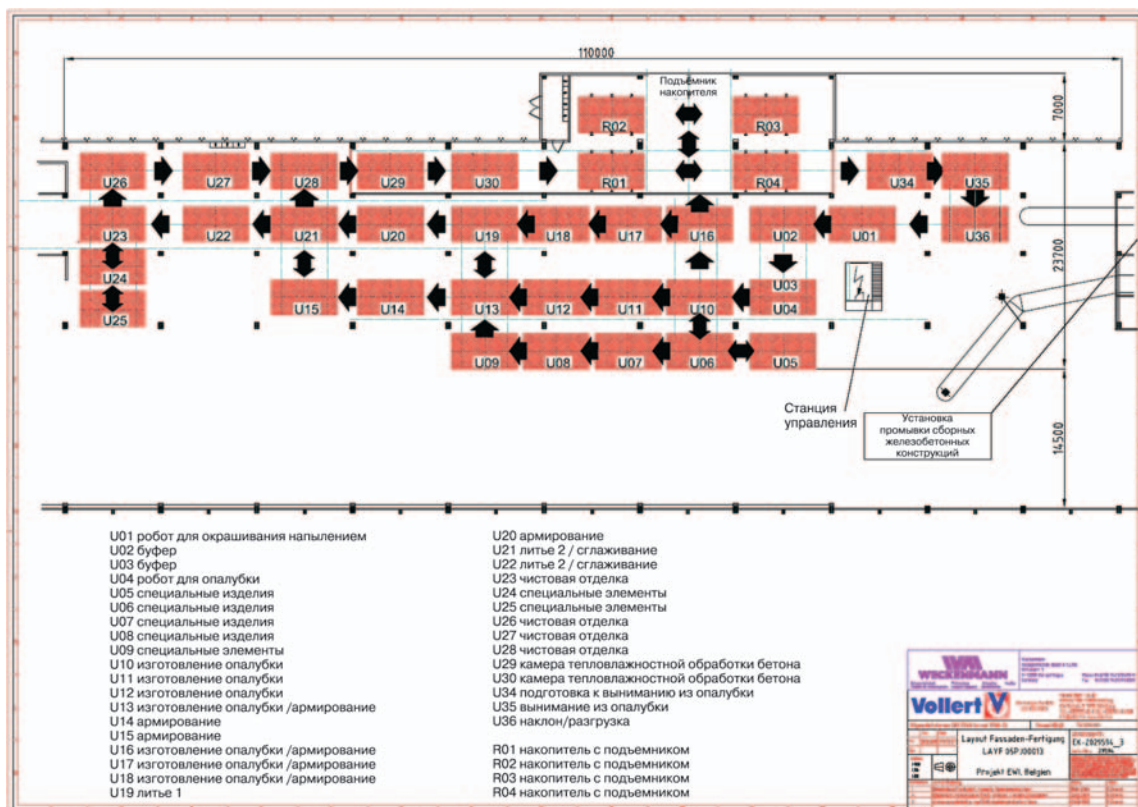 110000
Подъемник
накопителя
7000
R02
R03
U26
U27
U28
U29
U30
R01
R04
U34
U35
U23
U22
U21
U20
U19
U18
U17
U16
U02
U01
U36
23700
U24
U03
U25
U15
U14
U13
U12
U11
U10
U04
U09
U08
U07
U06
U05
Станция
управления
Установка
промывки сборных
железобетонных
конструкций
14500
U01 робот для окрашивания напылением
U02 буфер
U03 буфер
U04 робот для опалубки
U05 специальные изделия
U06 специальные изделия
U07 специальные изделия
U08 специальные изделия
U09 специальные элементы
U10 изготовление опалубки
U11 изготовление опалубки
U12 изготовление опалубки
U13 изготовление опалубки /армирование
U14 армирование
U15 армирование
U16 изготовление опалубки /армирование
U17 изготовление опалубки /армирование
U18 изготовление опалубки /армирование
U19 литье 1
U20 армирование
U21 литье 2 / сглаживание
U22 литье 2 / сглаживание
U23 чистовая отделка
U24 специальные элементы
U25 специальные элементы
U26 чистовая отделка
U27 чистовая отделка
U28 чистовая отделка
U29 камера тепловлажностной обработки бетона
U30 камера тепловлажностной обработки бетона
U34 подготовка к выниманию из опалубки
U35 вынимание из опалубки
U36 наклон/разгрузка
R01 накопитель с подъемником
R02 накопитель с подъемником
R03 накопитель с подъемником
R04 накопитель с подъемником
WECKENMANN
Vollert
Layout Fassaden-Fertigung
LAYF 05PJ00013
Projekt EWI, Belgien